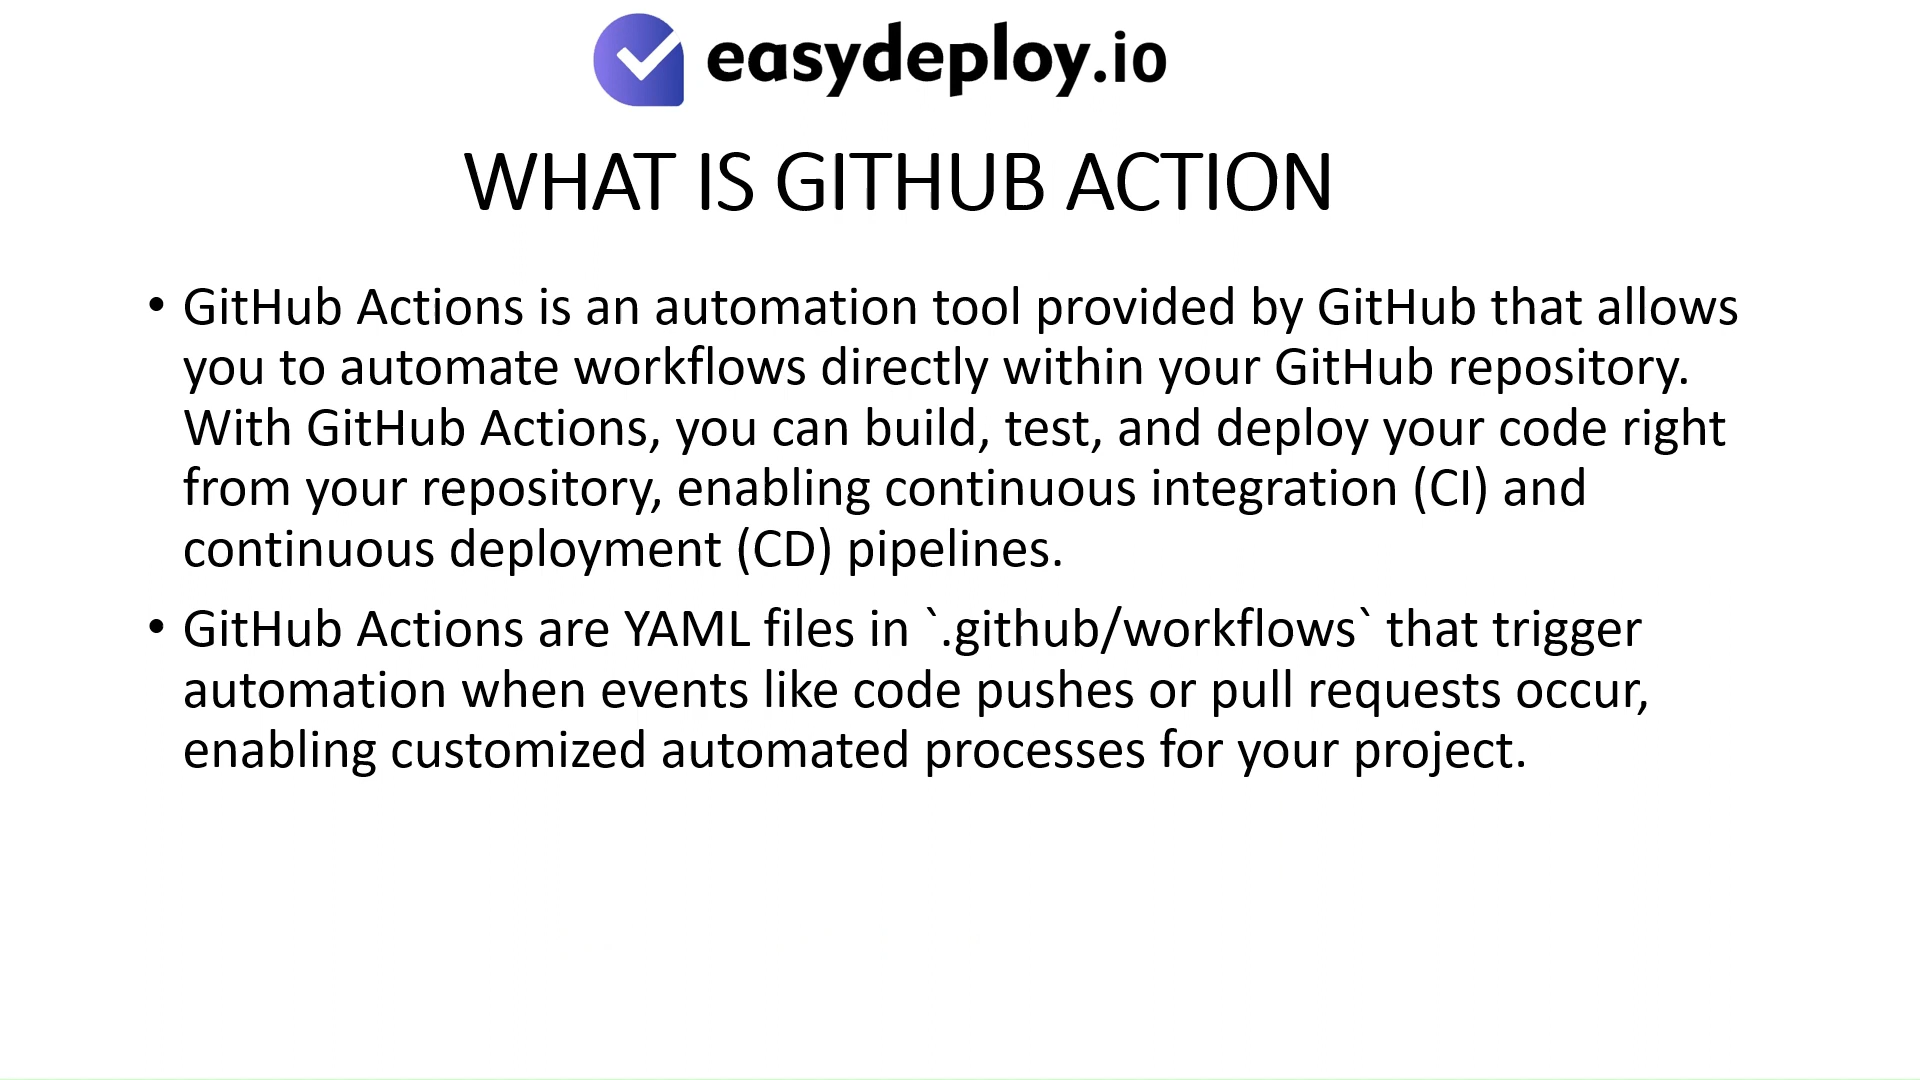 easydeploy.io
WHAT IS GITHUB ACTION
• GitHub Actions is an automation tool provided by GitHub that allows
you to automate workflows directly within your GitHub repository.
With GitHub Actions, you can build, test, and deploy your code right
from your repository, enabling continuous integration (CI) and
continuous deployment (CD) pipelines.
• GitHub Actions are YAML files in `.github/workflows` that trigger
automation when events like code pushes or pull requests occur,
enabling customized automated processes for your project.